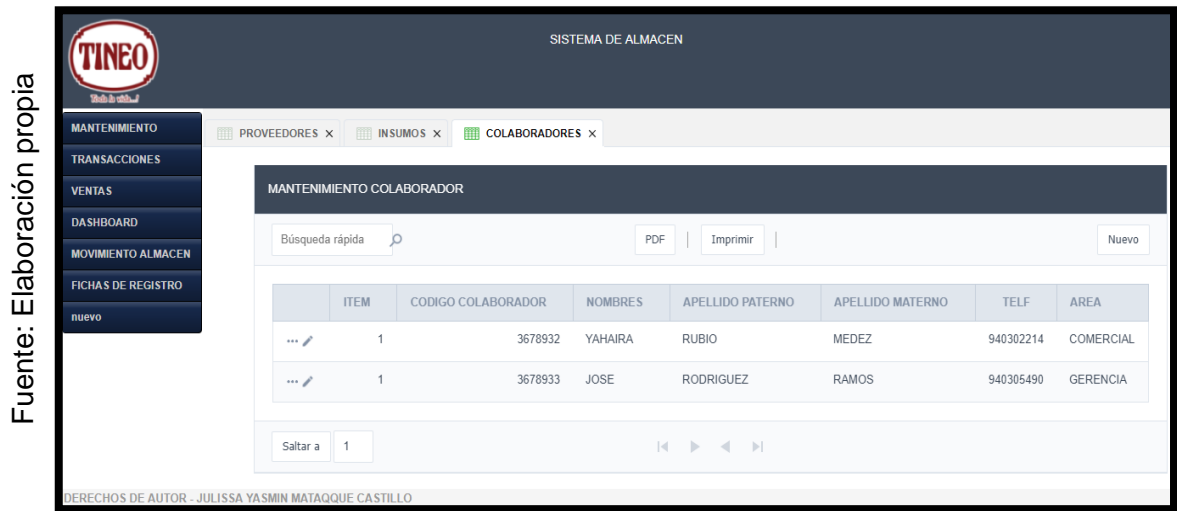 Fuente: Elaboración propia
TINEO
Toda la vida...!
SISTEMA DE ALMACEN
MANTENIMIENTO
TRANSACCIONES
VENTAS
DASHBOARD
MOVIMIENTO ALMACEN
FICHAS DE REGISTRO
nuevo
PROVEEDORES x INSUMOS x COLABORADORES x
MANTENIMIENTO COLABORADOR
Búsqueda rápida PDF | Imprimir | Nuevo
ITEM CODIGO COLABORADOR NOMBRES APELLIDO PATERNO APELLIDO MATERNO TELF AREA
... 1 3678932 YAHAIRA RUBIO MEDEZ 940302214 COMERCIAL
... 1 3678933 JOSE RODRIGUEZ RAMOS 940305490 GERENCIA
Saltar a 1
DERECHOS DE AUTOR - JULISSA YASMIN MATAQQUE CASTILLO